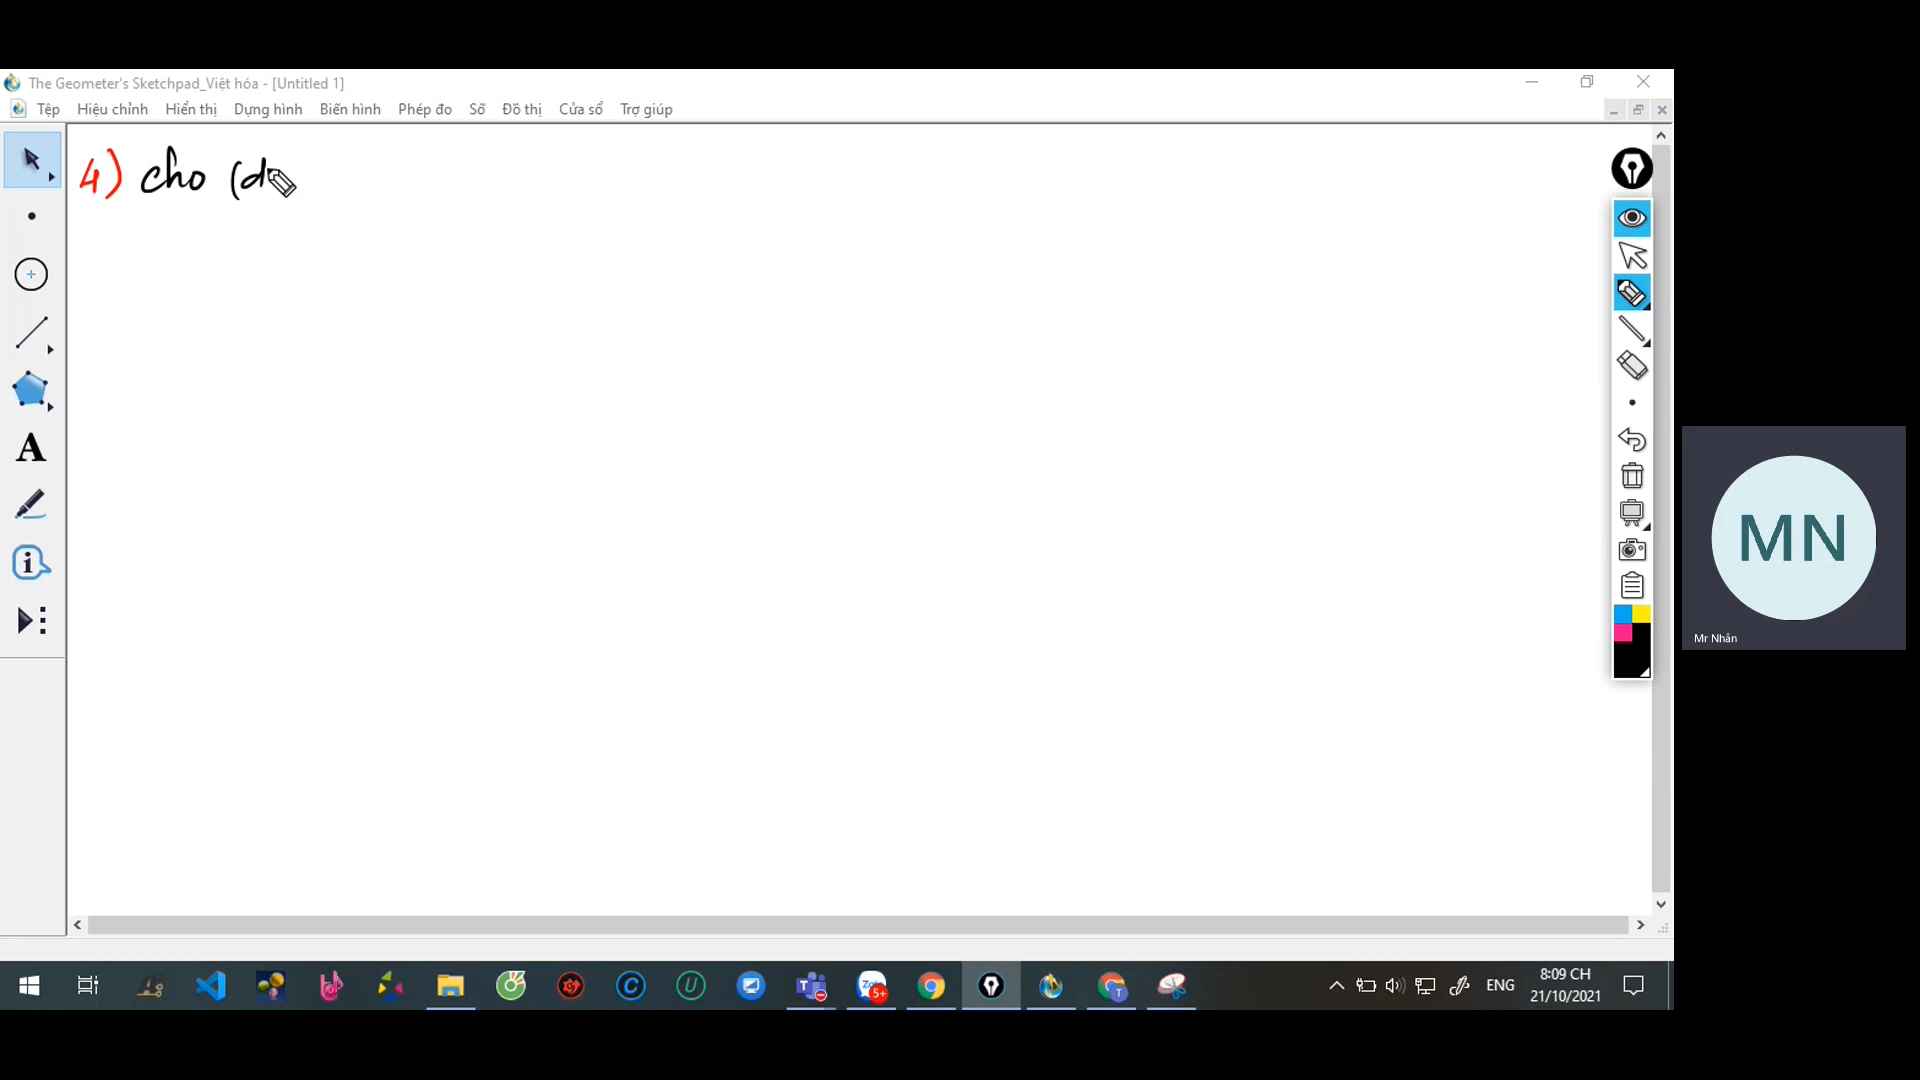 The Geometer's Sketchpad_Việt hóa - [Untitled 1]
Tệp Hiệu chỉnh Hiển thị Dựng hình Biến hình Phép đo Số Đồ thị Cửa sổ Trợ giúp
4) cho (d
A
MN
Mr Nhân
5+
ENG
8:09 CH
21/10/2021